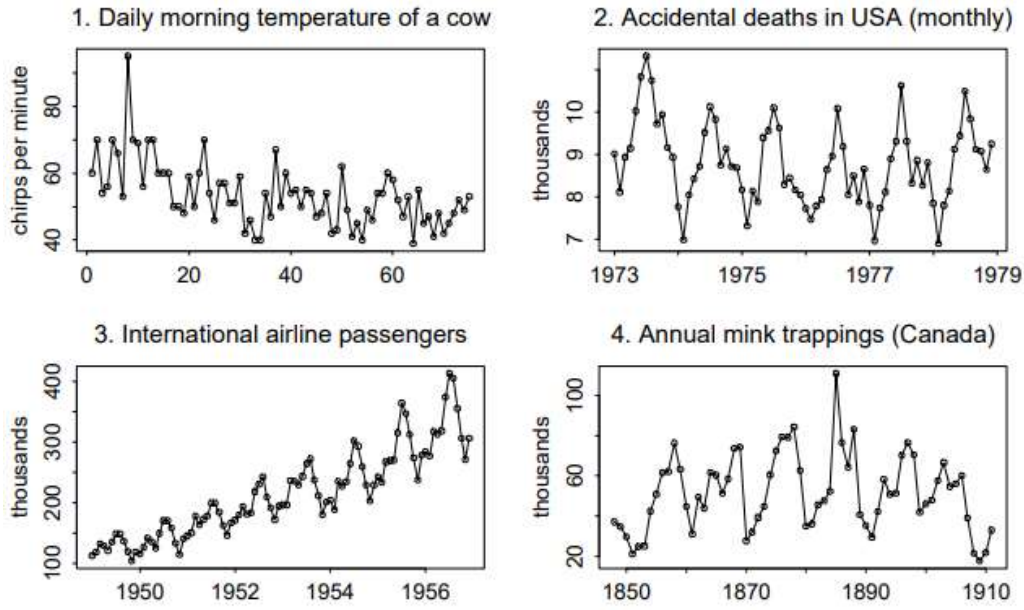 1. Daily morning temperature of a cow
chirps per minute
40 60 80
0 20 40 60
2. Accidental deaths in USA (monthly)
thousands
7 8 9 10
1973 1975 1977 1979
3. International airline passengers
thousands
100 200 300 400
1950 1952 1954 1956
4. Annual mink trappings (Canada)
thousands
20 60 100
1850 1870 1890 1910